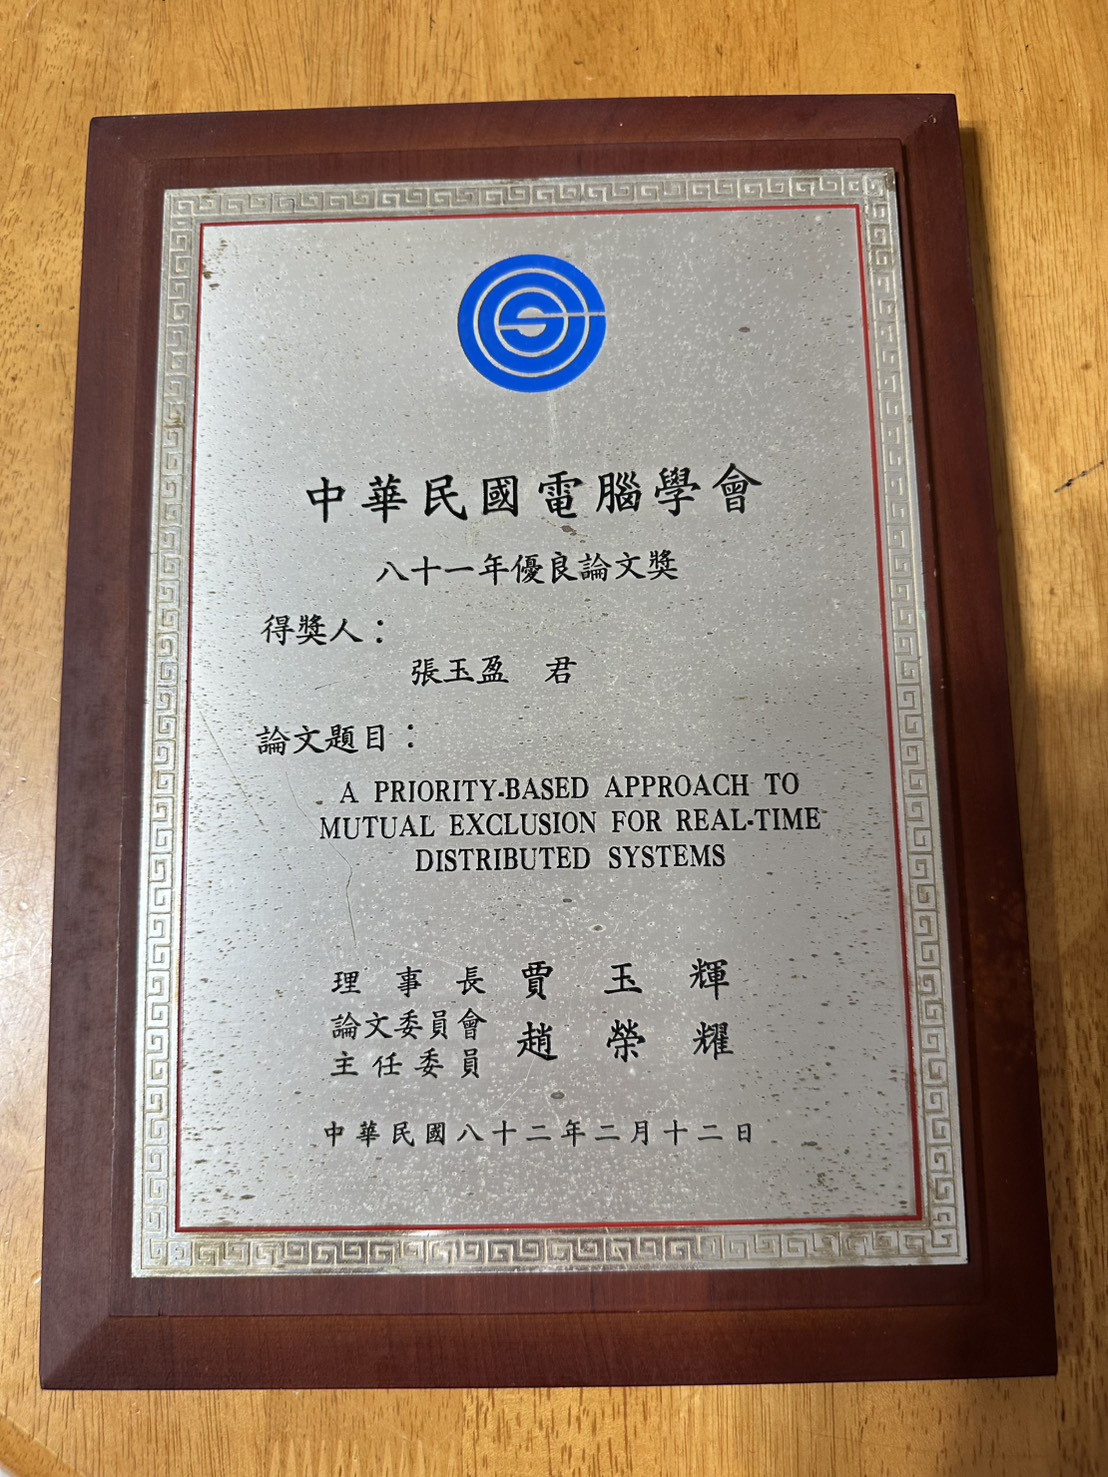 中華民國電腦學會
八十一年優良論文獎
得獎人：
張玉盈 君
論文題目：
A PRIORITY-BASED APPROACH TO
MUTUAL EXCLUSION FOR REAL-TIME
DISTRIBUTED SYSTEMS
理事長 賈玉輝
論文委員會
主任委員 趙榮耀
中華民國八十二年二月十二日